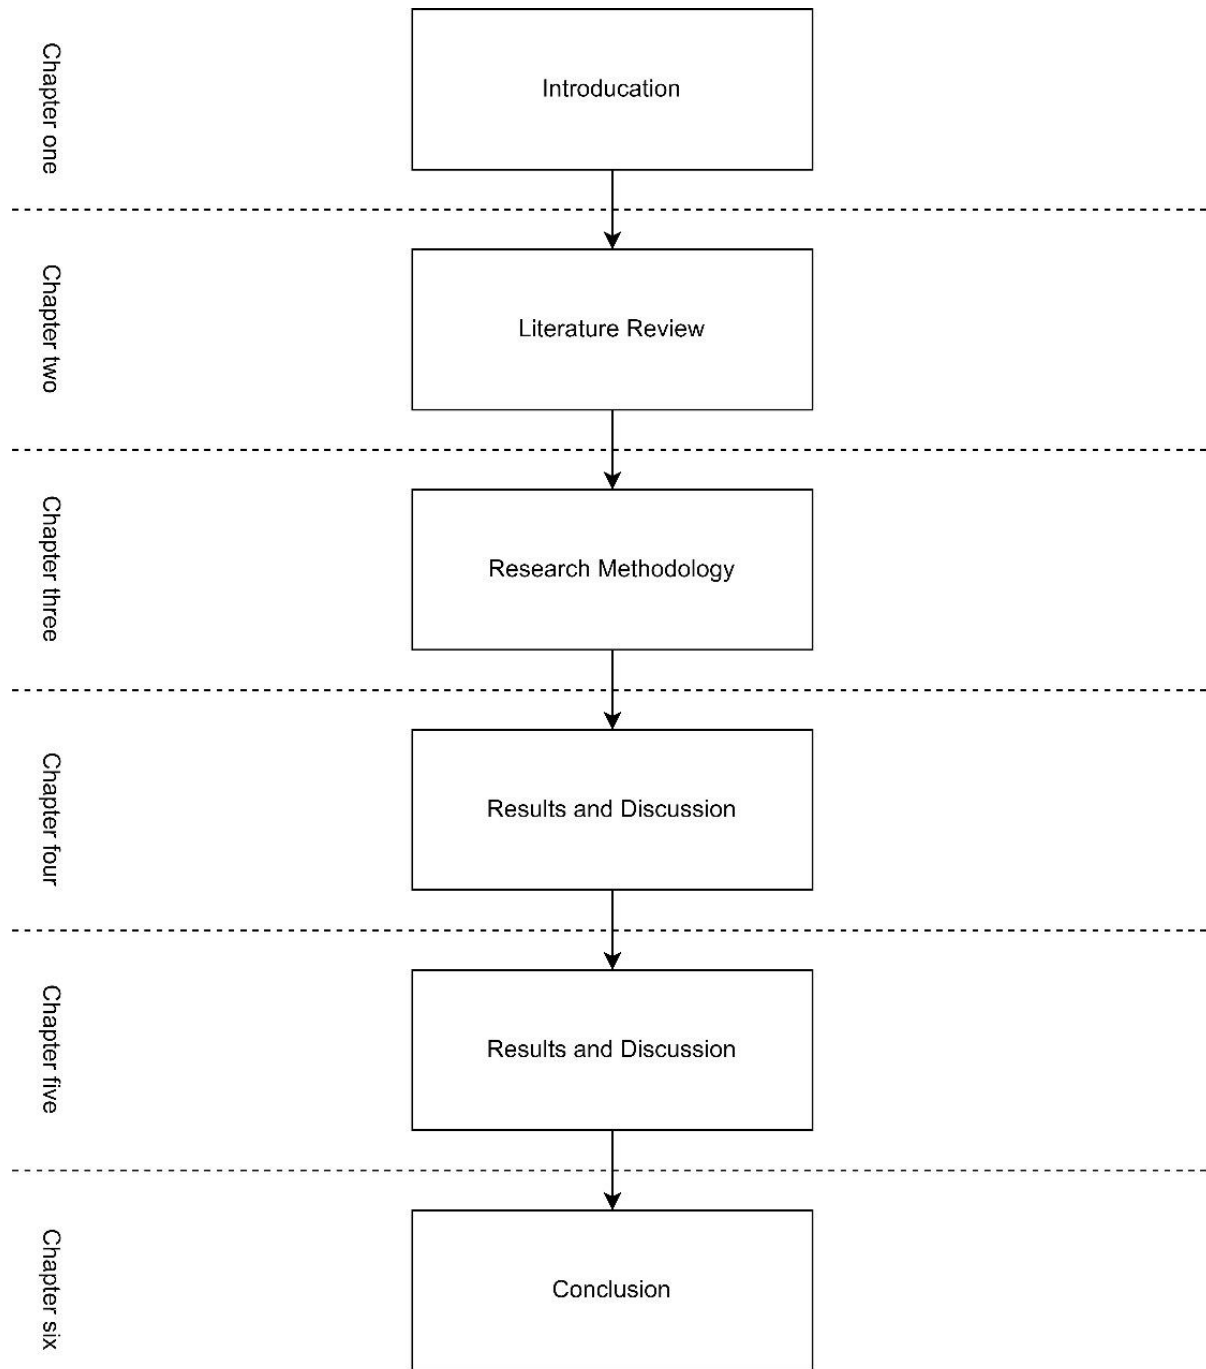 Chapter one
Introducation
Chapter two
Literature Review
Chapter three
Research Methodology
Chapter four
Results and Discussion
Chapter five
Results and Discussion
Chapter six
Conclusion